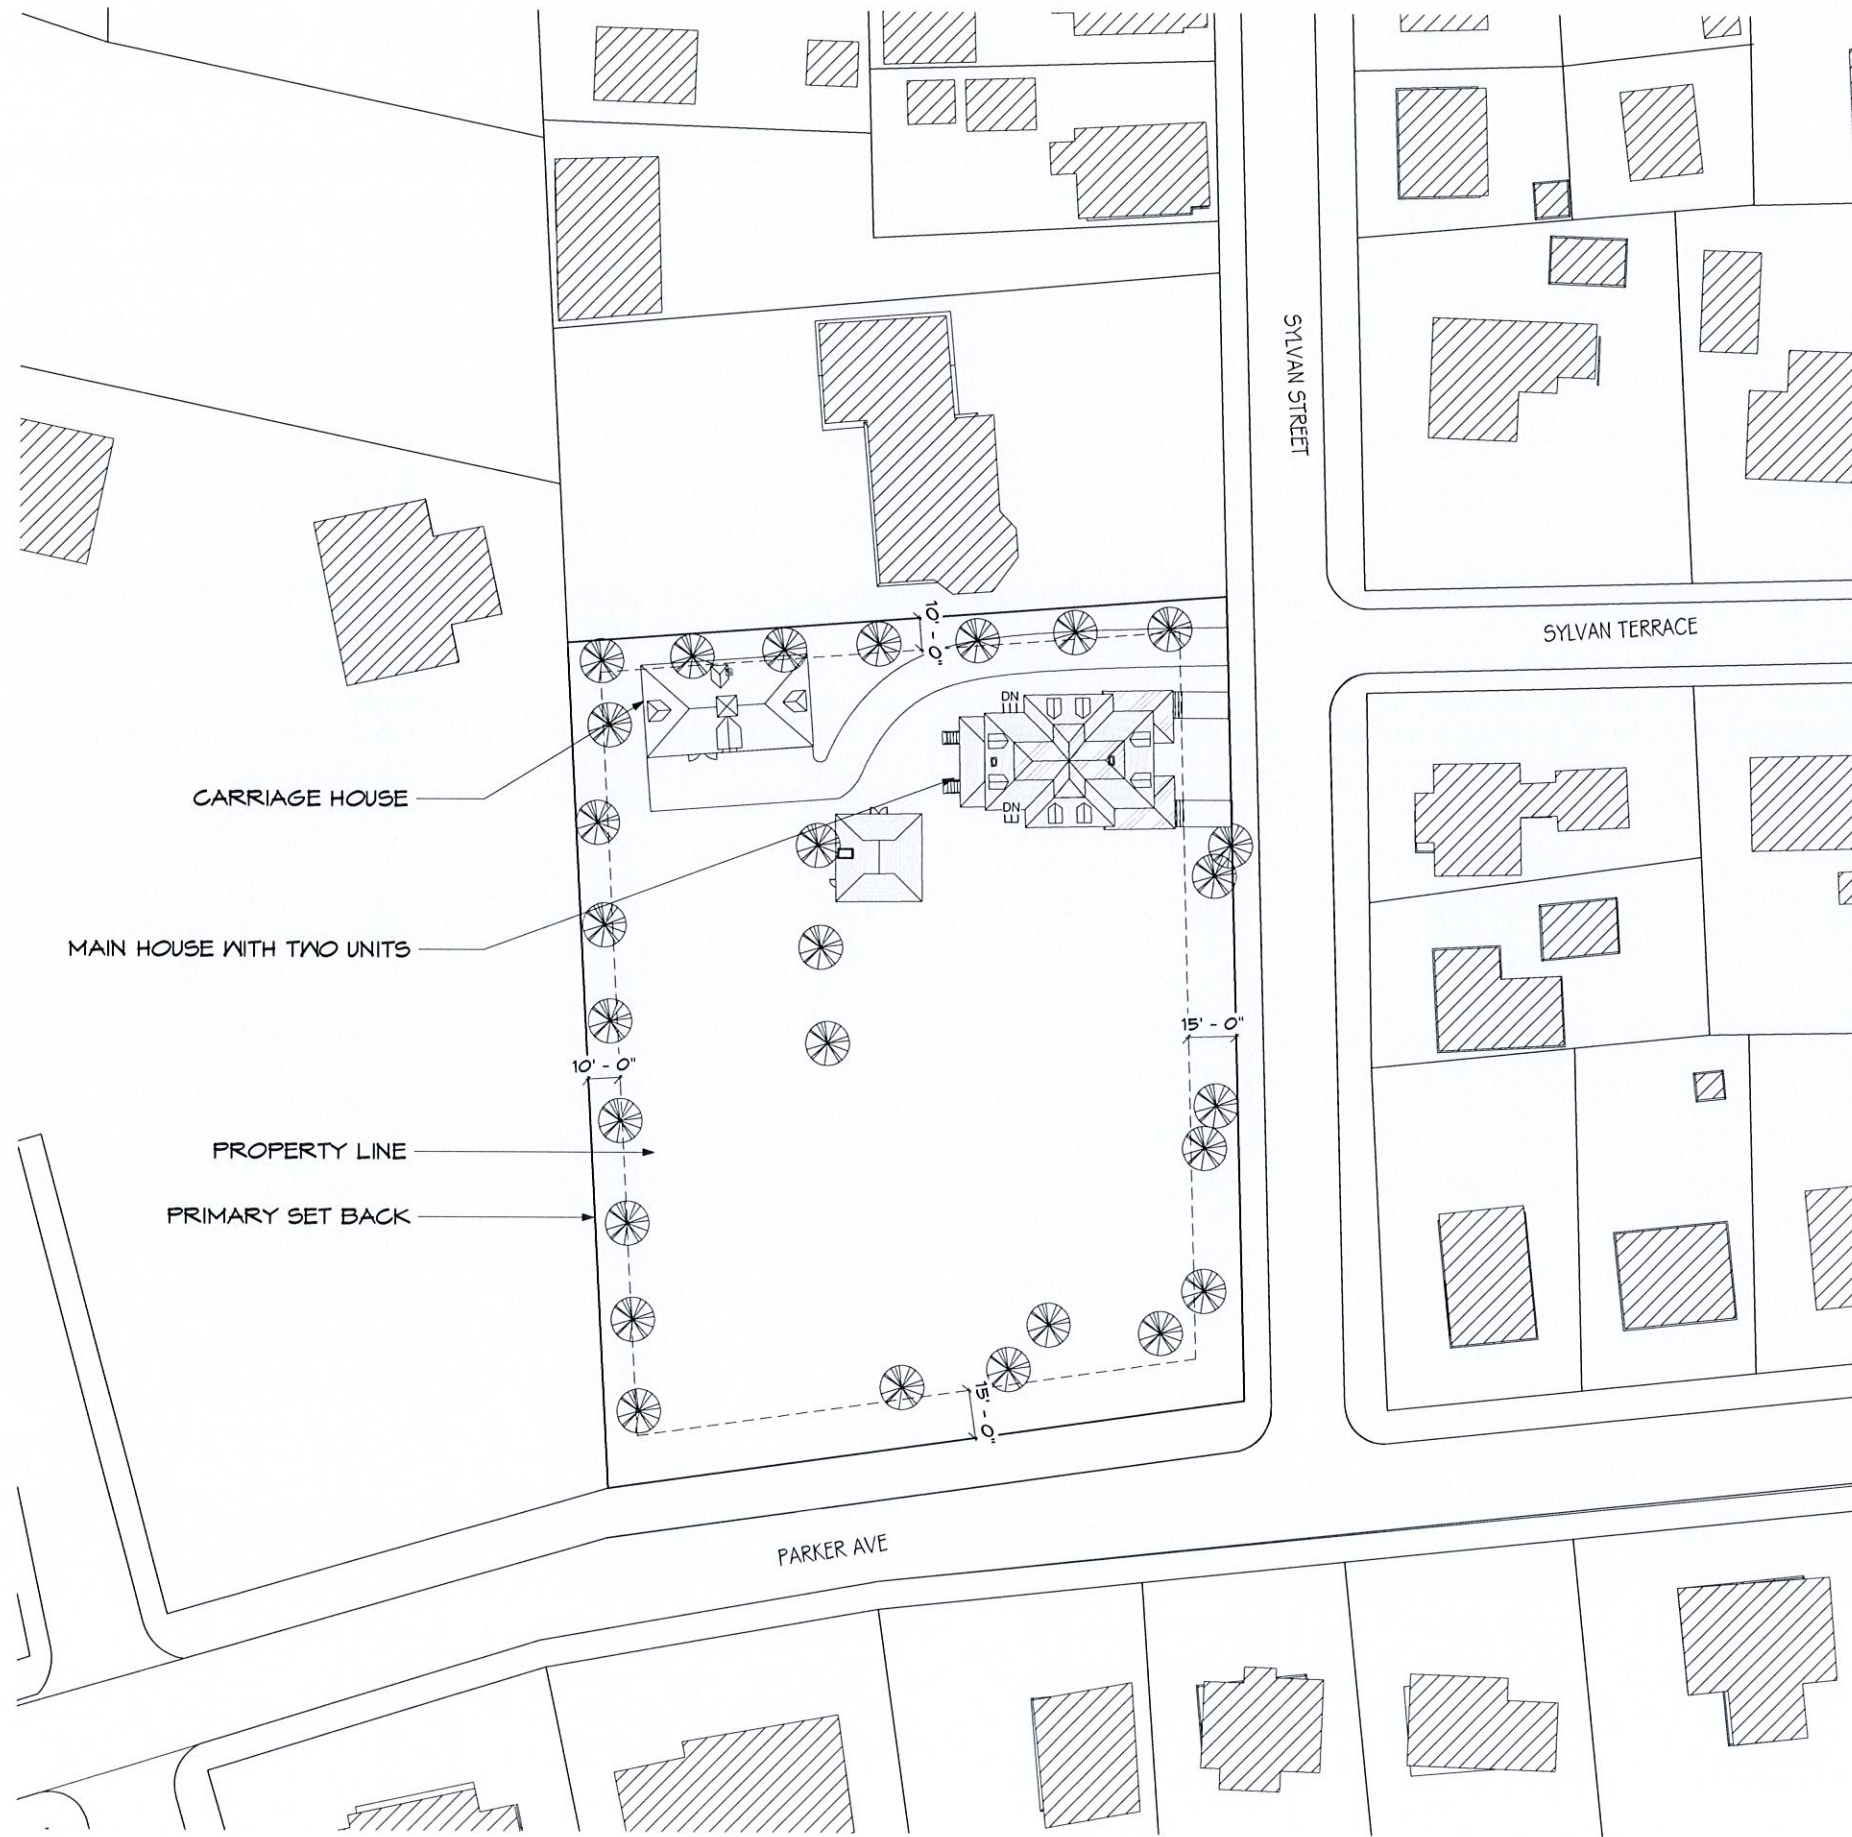 SYLVAN STREET
10' - 0"
SYLVAN TERRACE
DN
CARRIAGE HOUSE
DN
MAIN HOUSE WITH TWO UNITS
15' - 0"
10' - 0"
PROPERTY LINE
PRIMARY SET BACK
15' - 0"
PARKER AVE